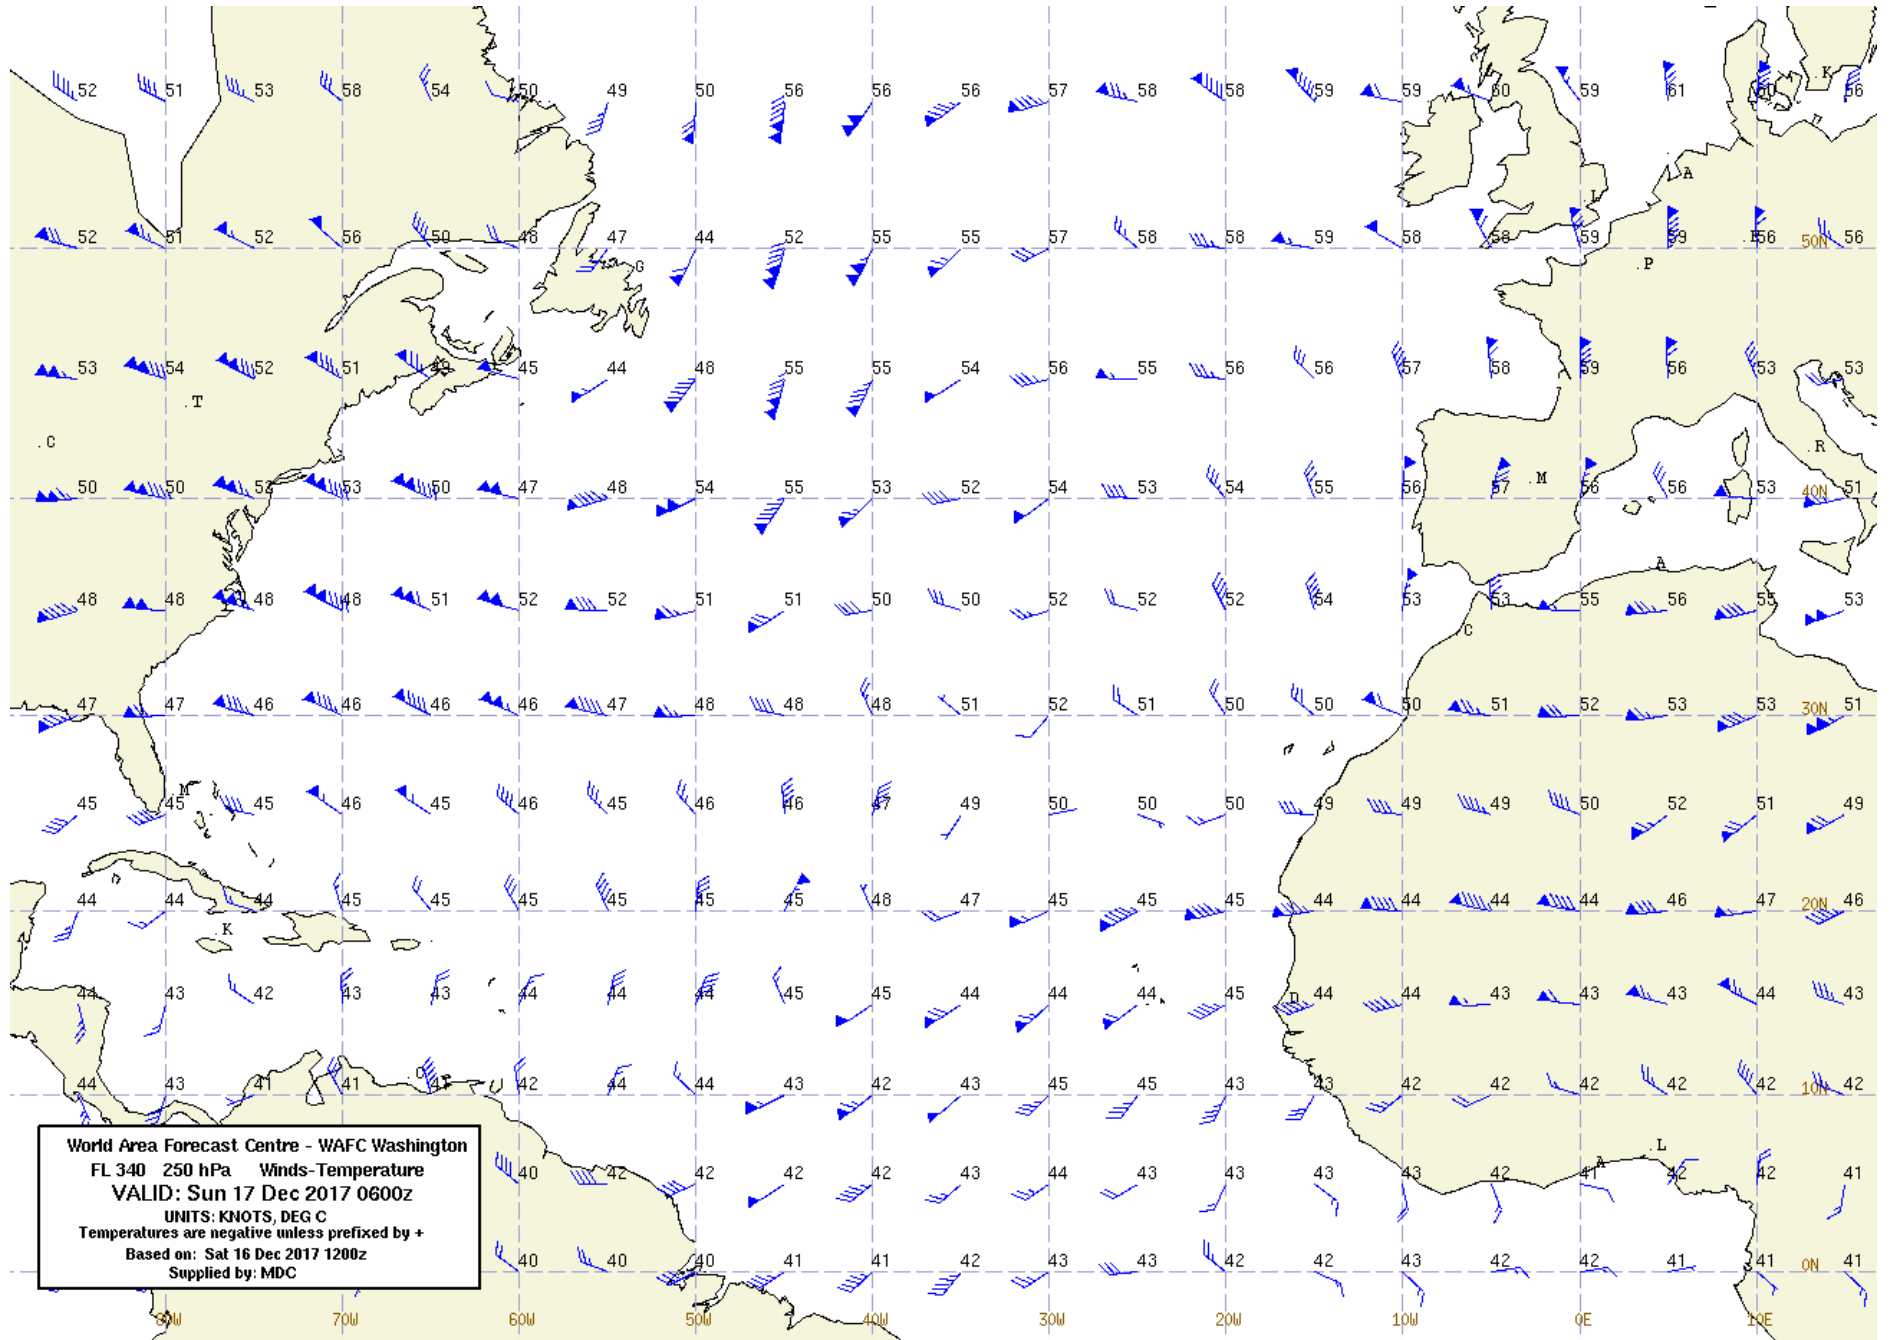 .K
52 51 53 58 54 50 49 50 56 56 56 57 58 58 59 59 60 59 61 60 56
A
L
52 51 52 56 50 48 47 44 52 55 55 57 58 58 59 58 58 59 59 56 50N 56
G .P
53 54 52 51 49 45 44 48 55 55 54 56 55 56 56 57 58 59 56 53 53
.T
.C .R
.M
50 50 52 53 50 47 48 54 55 53 52 54 53 54 55 56 57 56 56 53 40N 51
.A
48 48 48 48 51 52 52 51 51 50 50 52 52 52 54 53 53 55 56 55 53
.C
47 47 46 46 46 46 47 48 48 48 51 52 51 50 50 50 51 52 53 53 30N 51
.M
45 45 45 46 46 46 45 46 46 47 49 50 50 50 49 49 49 50 52 51 49
44 44 44 45 45 45 45 45 45 48 47 45 45 45 44 44 44 44 46 47 20N 46
.K
44 43 42 43 43 44 44 44 44 45 44 44 44 45 .D 44 44 43 43 43 44 43
.C
44 43 41 41 41 42 44 44 43 42 43 45 45 43 43 42 42 42 42 42 10N 42
.L
A
40 42 42 42 42 43 44 43 43 43 43 42 41 42 42 41
World Area Forecast Centre - WAFC Washington
FL 340 250 hPa Winds-Temperature
VALID: Sun 17 Dec 2017 0600z
UNITS: KNOTS, DEG C
Temperatures are negative unless prefixed by +
Based on: Sat 16 Dec 2017 1200z
Supplied by: MDC
40 40 40 41 41 43 43 43 42 42 42 42 42 41 0N 41
80W 70W 60W 50W 40W 30W 20W 10W 0E 10E